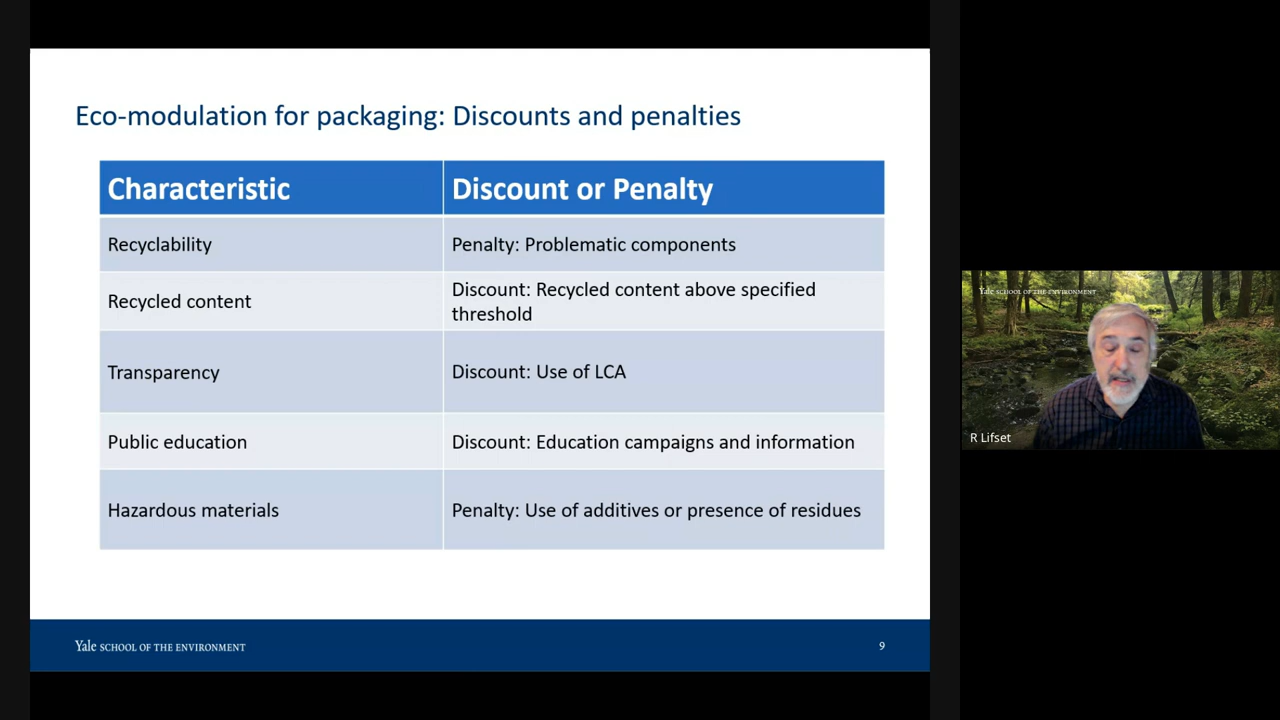 Eco-modulation for packaging: Discounts and penalties
Characteristic
Discount or Penalty
Recyclability
Penalty: Problematic components
Recycled content
Discount: Recycled content above specified
threshold
Transparency
Discount: Use of LCA
Public education
Discount: Education campaigns and information
Hazardous materials
Penalty: Use of additives or presence of residues
Yale SCHOOL OF THE ENVIRONMENT
9
Yale SCHOOL OF THE ENVIRONMENT
R Lifset